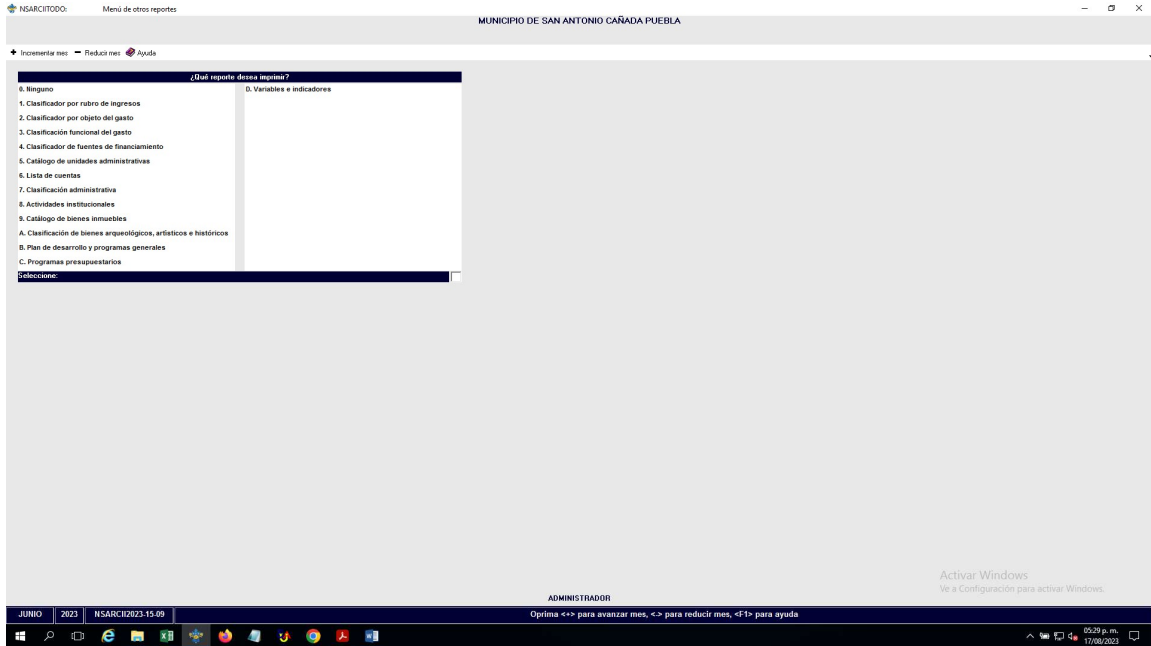 NSARCIITODO: Menú de otros reportes
MUNICIPIO DE SAN ANTONIO CAÑADA PUEBLA
Incrementar mes Reducir mes Ayuda
¿Qué reporte desea imprimir?
0. Ninguno
1. Clasificador por rubro de ingresos
2. Clasificador por objeto del gasto
3. Clasificación funcional del gasto
4. Clasificador de fuentes de financiamiento
5. Catálogo de unidades administrativas
6. Lista de cuentas
7. Clasificación administrativa
8. Actividades institucionales
9. Catálogo de bienes inmuebles
A. Clasificación de bienes arqueológicos, artísticos e históricos
B. Plan de desarrollo y programas generales
C. Programas presupuestarios
D. Variables e indicadores
Seleccione:
Activar Windows
Ve a Configuración para activar Windows.
ADMINISTRADOR
JUNIO 2023 NSARCII2023-15-09 Oprima <+> para avanzar mes, <-> para reducir mes, <F1> para ayuda
05:29 p. m.
17/08/2023